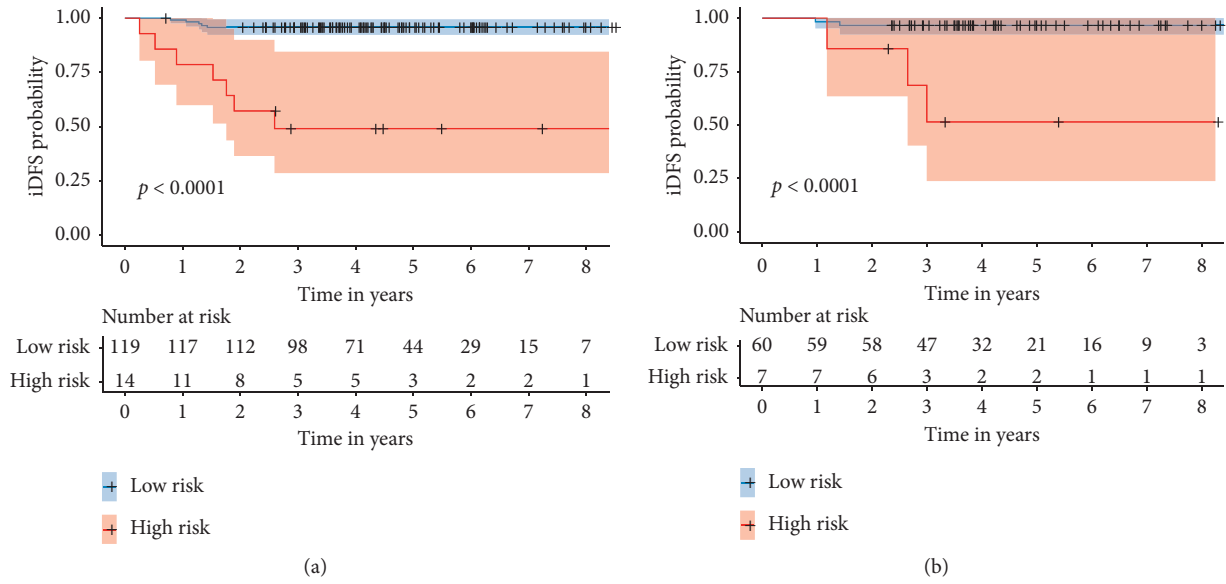 1.00
0.75
0.50
0.25
0.00
iDFS probability
p < 0.0001
0 1 2 3 4 5 6 7 8
Time in years
Number at risk
Low risk 119 117 112 98 71 44 29 15 7
High risk 14 11 8 5 5 3 2 2 1
0 1 2 3 4 5 6 7 8
Time in years
Low risk
High risk
(a)
1.00
0.75
0.50
0.25
0.00
iDFS probability
p < 0.0001
0 1 2 3 4 5 6 7 8
Time in years
Number at risk
Low risk 60 59 58 47 32 21 16 9 3
High risk 7 7 6 3 2 2 1 1 1
0 1 2 3 4 5 6 7 8
Time in years
Low risk
High risk
(b)